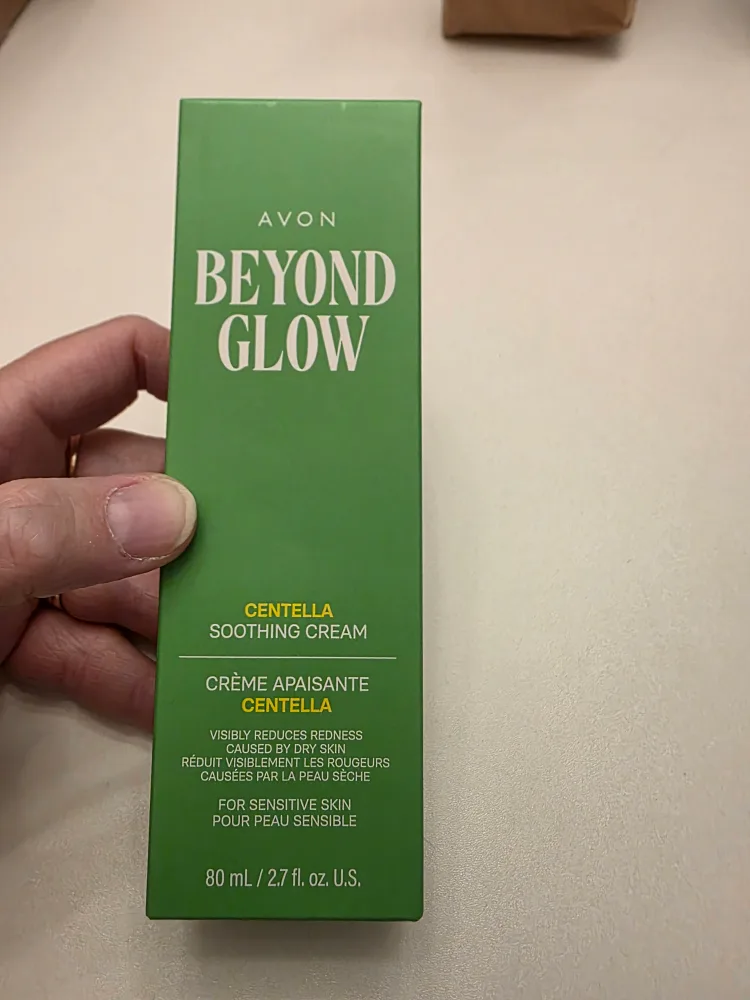 AVON
BEYOND
GLOW
CENTELLA
SOOTHING CREAM
CRÈME APAISANTE
CENTELLA
VISIBLY REDUCES REDNESS
CAUSED BY DRY SKIN
RÉDUIT VISIBLEMENT LES ROUGEURS
CAUSÉES PAR LA PEAU SÈCHE
FOR SENSITIVE SKIN
POUR PEAU SENSIBLE
80 mL / 2.7 fl. oz. U.S.